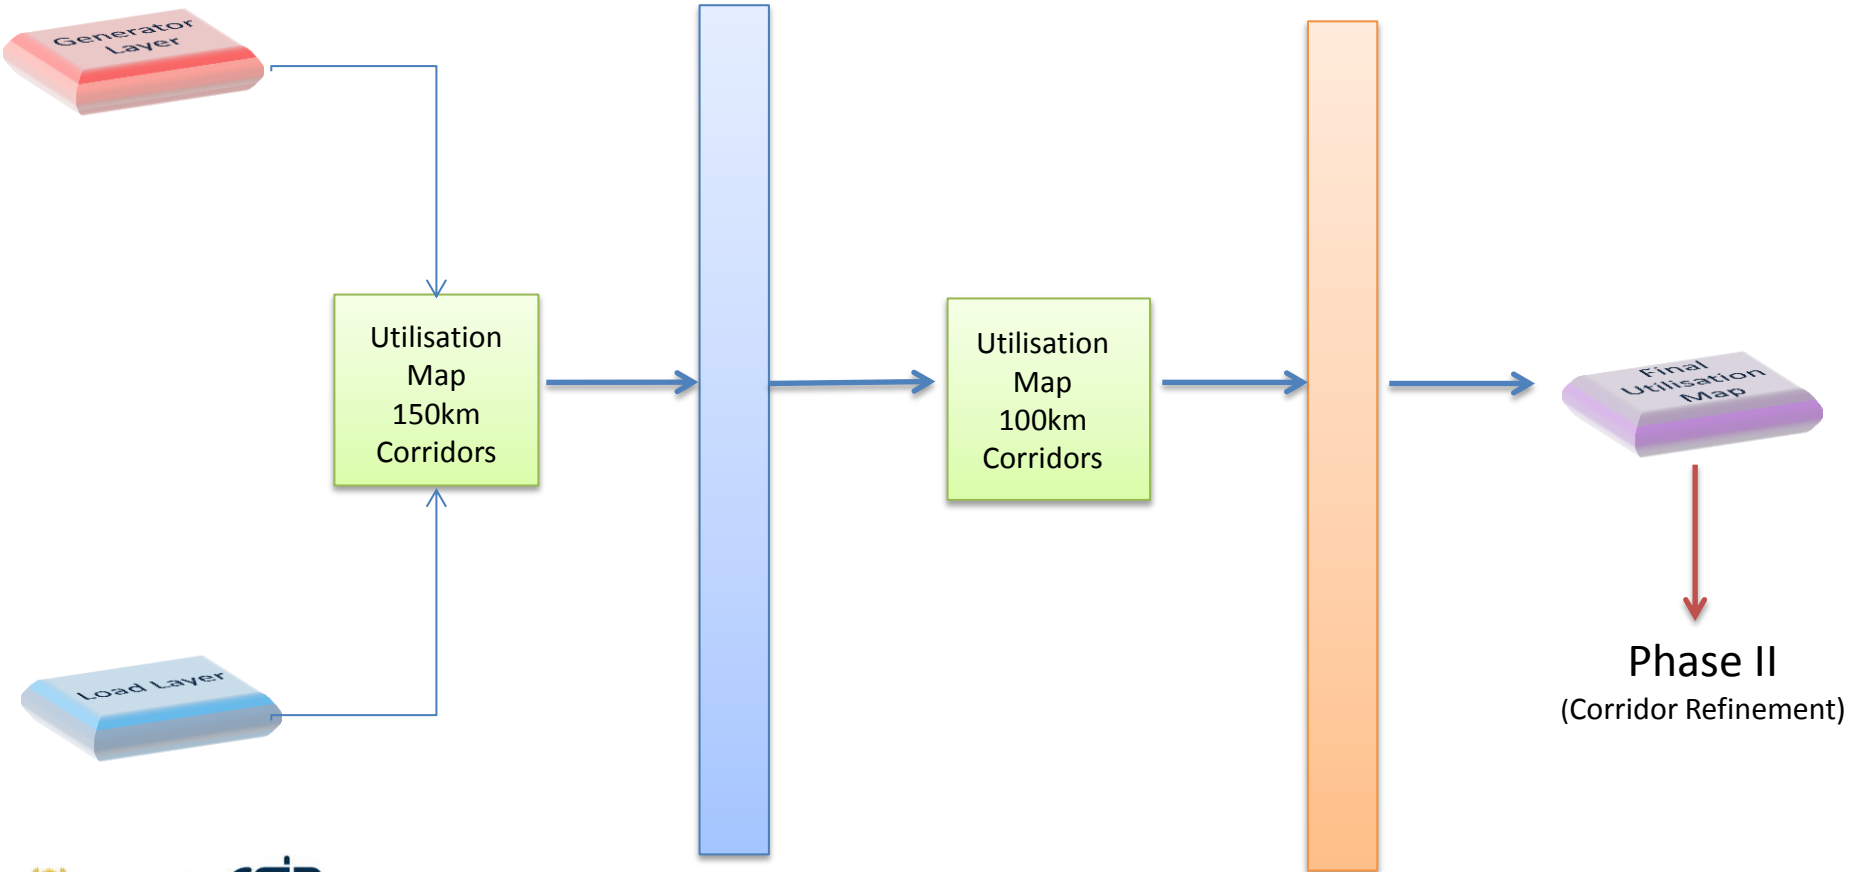 Generator
Layer
Utilisation
Map
150km
Corridors
Load Layer
Utilisation
Map
100km
Corridors
Final
Utilisation
Map
Phase II
(Corridor Refinement)